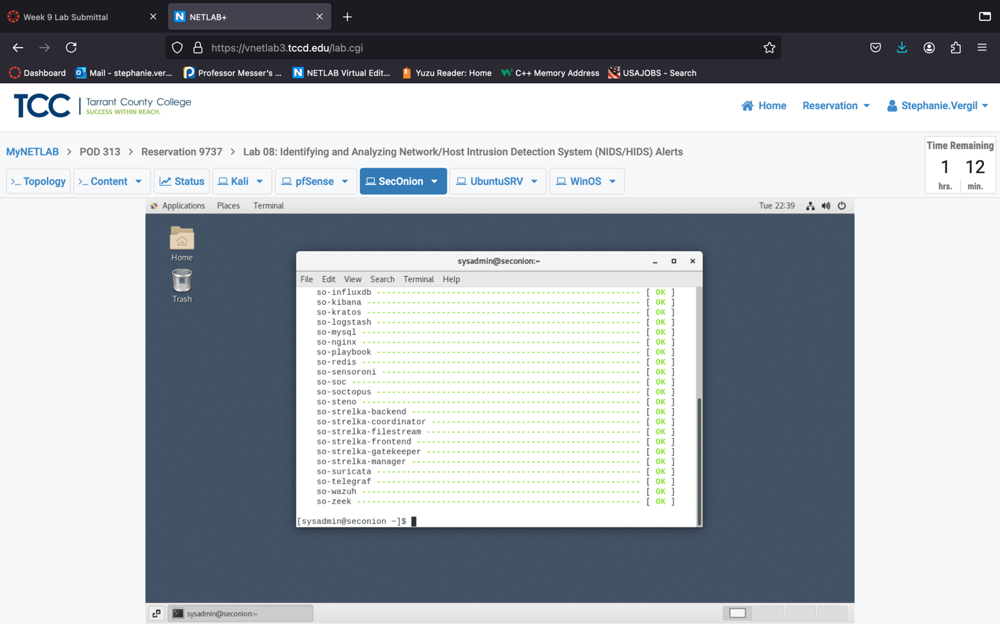 Week 9 Lab Submittal
NETLAB+
https://vnetlab3.tccd.edu/lab.cgi
Dashboard
Mail - stephanie.ver...
Professor Messer's ...
NETLAB Virtual Edit...
Yuzu Reader: Home
C++ Memory Address
USAJOBS - Search
TCC
Tarrant County College
SUCCESS WITHIN REACH.
Home
Reservation
Stephanie.Vergil
MyNETLAB > POD 313 > Reservation 9737 > Lab 08: Identifying and Analyzing Network/Host Intrusion Detection System (NIDS/HIDS) Alerts
Time Remaining
1 12
hrs. min.
>_ Topology
>_ Content
Status
Kali
pfSense
SecOnion
UbuntuSRV
WinOS
Applications Places Terminal
Tue 22:39
Home
Trash
sysadmin@seconion:~
File Edit View Search Terminal Help
so-influxdb ----------------------------------------------------- [ OK ]
so-kibana ------------------------------------------------------- [ OK ]
so-kratos ------------------------------------------------------- [ OK ]
so-logstash ----------------------------------------------------- [ OK ]
so-mysql -------------------------------------------------------- [ OK ]
so-nginx -------------------------------------------------------- [ OK ]
so-playbook ----------------------------------------------------- [ OK ]
so-redis -------------------------------------------------------- [ OK ]
so-sensoroni ---------------------------------------------------- [ OK ]
so-soc ---------------------------------------------------------- [ OK ]
so-soctopus ----------------------------------------------------- [ OK ]
so-steno -------------------------------------------------------- [ OK ]
so-strelka-backend ---------------------------------------------- [ OK ]
so-strelka-coordinator ------------------------------------------ [ OK ]
so-strelka-filestream ------------------------------------------- [ OK ]
so-strelka-frontend --------------------------------------------- [ OK ]
so-strelka-gatekeeper ------------------------------------------- [ OK ]
so-strelka-manager ---------------------------------------------- [ OK ]
so-suricata ----------------------------------------------------- [ OK ]
so-telegraf ----------------------------------------------------- [ OK ]
so-wazuh -------------------------------------------------------- [ OK ]
so-zeek --------------------------------------------------------- [ OK ]
[sysadmin@seconion ~]$
sysadmin@seconion:~